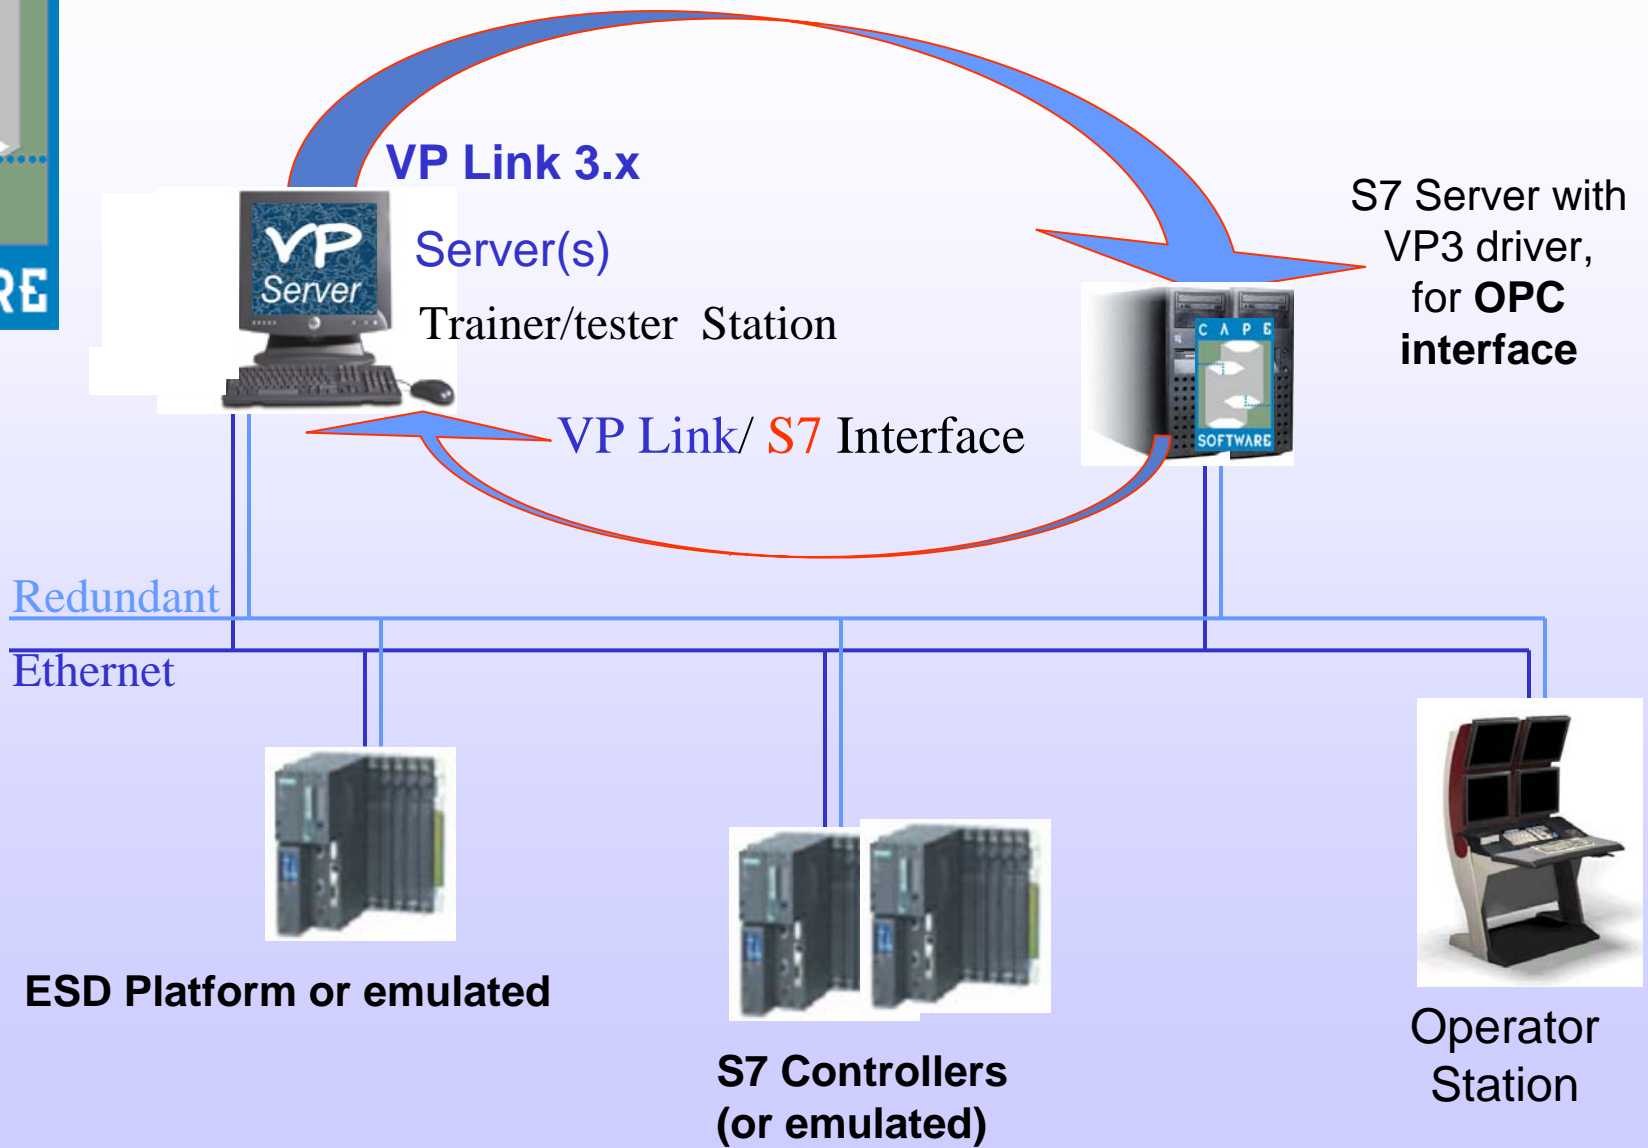 RE
VP Link 3.x
VP
Server
Server(s)
Trainer/tester Station
S7 Server with
VP3 driver,
for OPC
interface
CAPE
SOFTWARE
VP Link/ S7 Interface
Redundant
Ethernet
ESD Platform or emulated
S7 Controllers
(or emulated)
Operator
Station